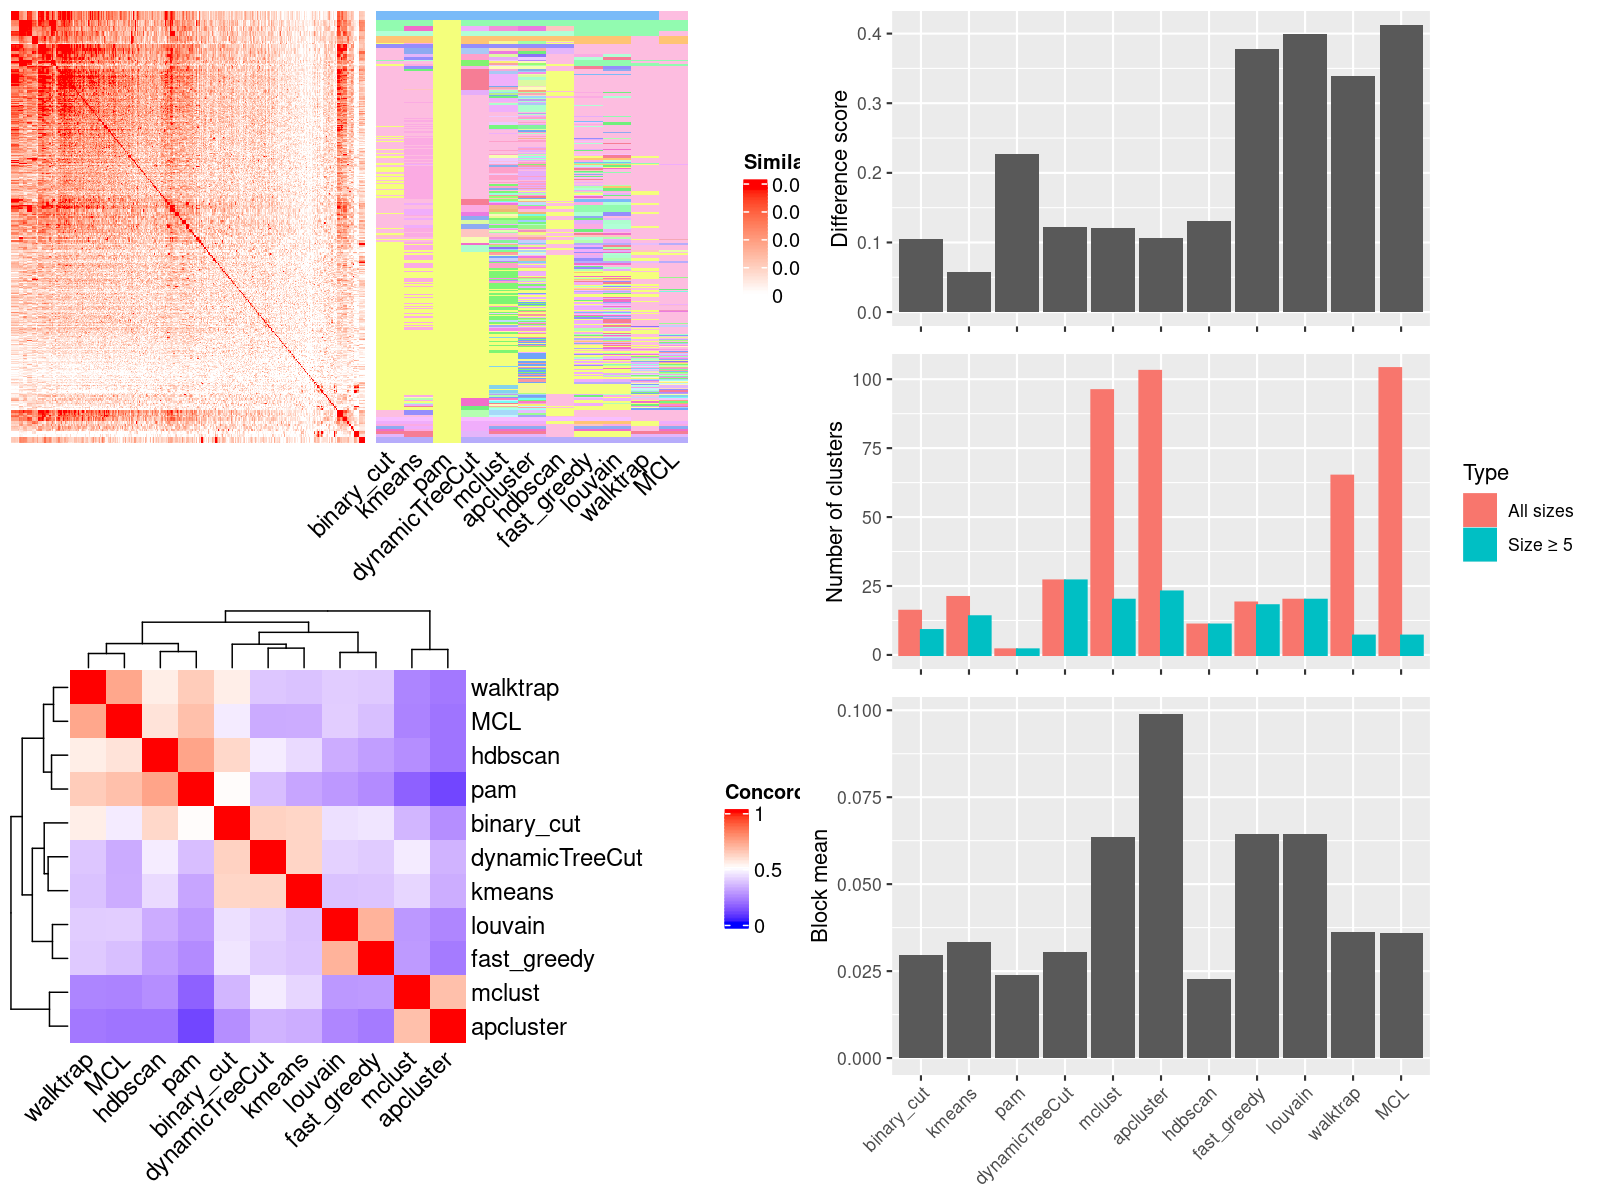 Simila
0.0
0.0
0.0
0.0
0
binary_cut
kmeans
pam
dynamicTreeCut
mclust
apcluster
hdbscan
fast_greedy
louvain
walktrap
MCL
walktrap
MCL
hdbscan
pam
binary_cut
dynamicTreeCut
kmeans
louvain
fast_greedy
mclust
apcluster
walktrap
MCL
hdbscan
pam
binary_cut
dynamicTreeCut
kmeans
louvain
fast_greedy
mclust
apcluster
Concord
1
0.5
0
Difference score
0.4
0.3
0.2
0.1
0.0
Number of clusters
100
75
50
25
0
Type
All sizes
Size ≥ 5
Block mean
0.100
0.075
0.050
0.025
0.000
binary_cut
kmeans
pam
dynamicTreeCut
mclust
apcluster
hdbscan
fast_greedy
louvain
walktrap
MCL